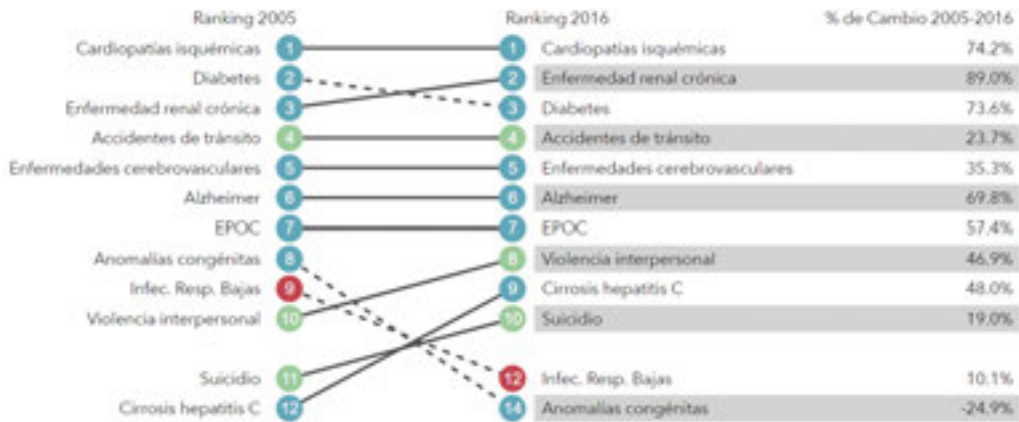 Ranking 2005 Ranking 2016 % de Cambio 2005-2016
Cardiopatías isquémicas 1 1 Cardiopatías isquémicas 74.2%
Diabetes 2 2 Enfermedad renal crónica 89.0%
Enfermedad renal crónica 3 3 Diabetes 73.6%
Accidentes de tránsito 4 4 Accidentes de tránsito 23.7%
Enfermedades cerebrovasculares 5 5 Enfermedades cerebrovasculares 35.3%
Alzheimer 6 6 Alzheimer 69.8%
EPOC 7 7 EPOC 57.4%
Anomalías congénitas 8 8 Violencia interpersonal 46.9%
Infec. Resp. Bajas 9 9 Cirrosis hepatitis C 48.0%
Violencia interpersonal 10 10 Suicidio 19.0%
Suicidio 11 12 Infec. Resp. Bajas 10.1%
Cirrosis hepatitis C 12 14 Anomalías congénitas -24.9%